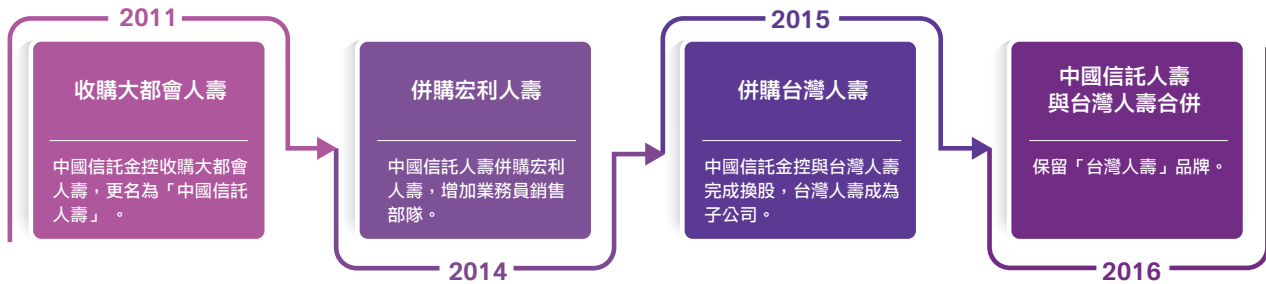 2011
收購大都會人壽
中國信託金控收購大都會
人壽，更名為「中國信託
人壽」 。
併購宏利人壽
中國信託人壽併購宏利
人壽，增加業務員銷售
部隊。
2014
2015
併購台灣人壽
中國信託金控與台灣人壽
完成換股，台灣人壽成為
子公司。
中國信託人壽
與台灣人壽合併
保留「台灣人壽」品牌。
2016